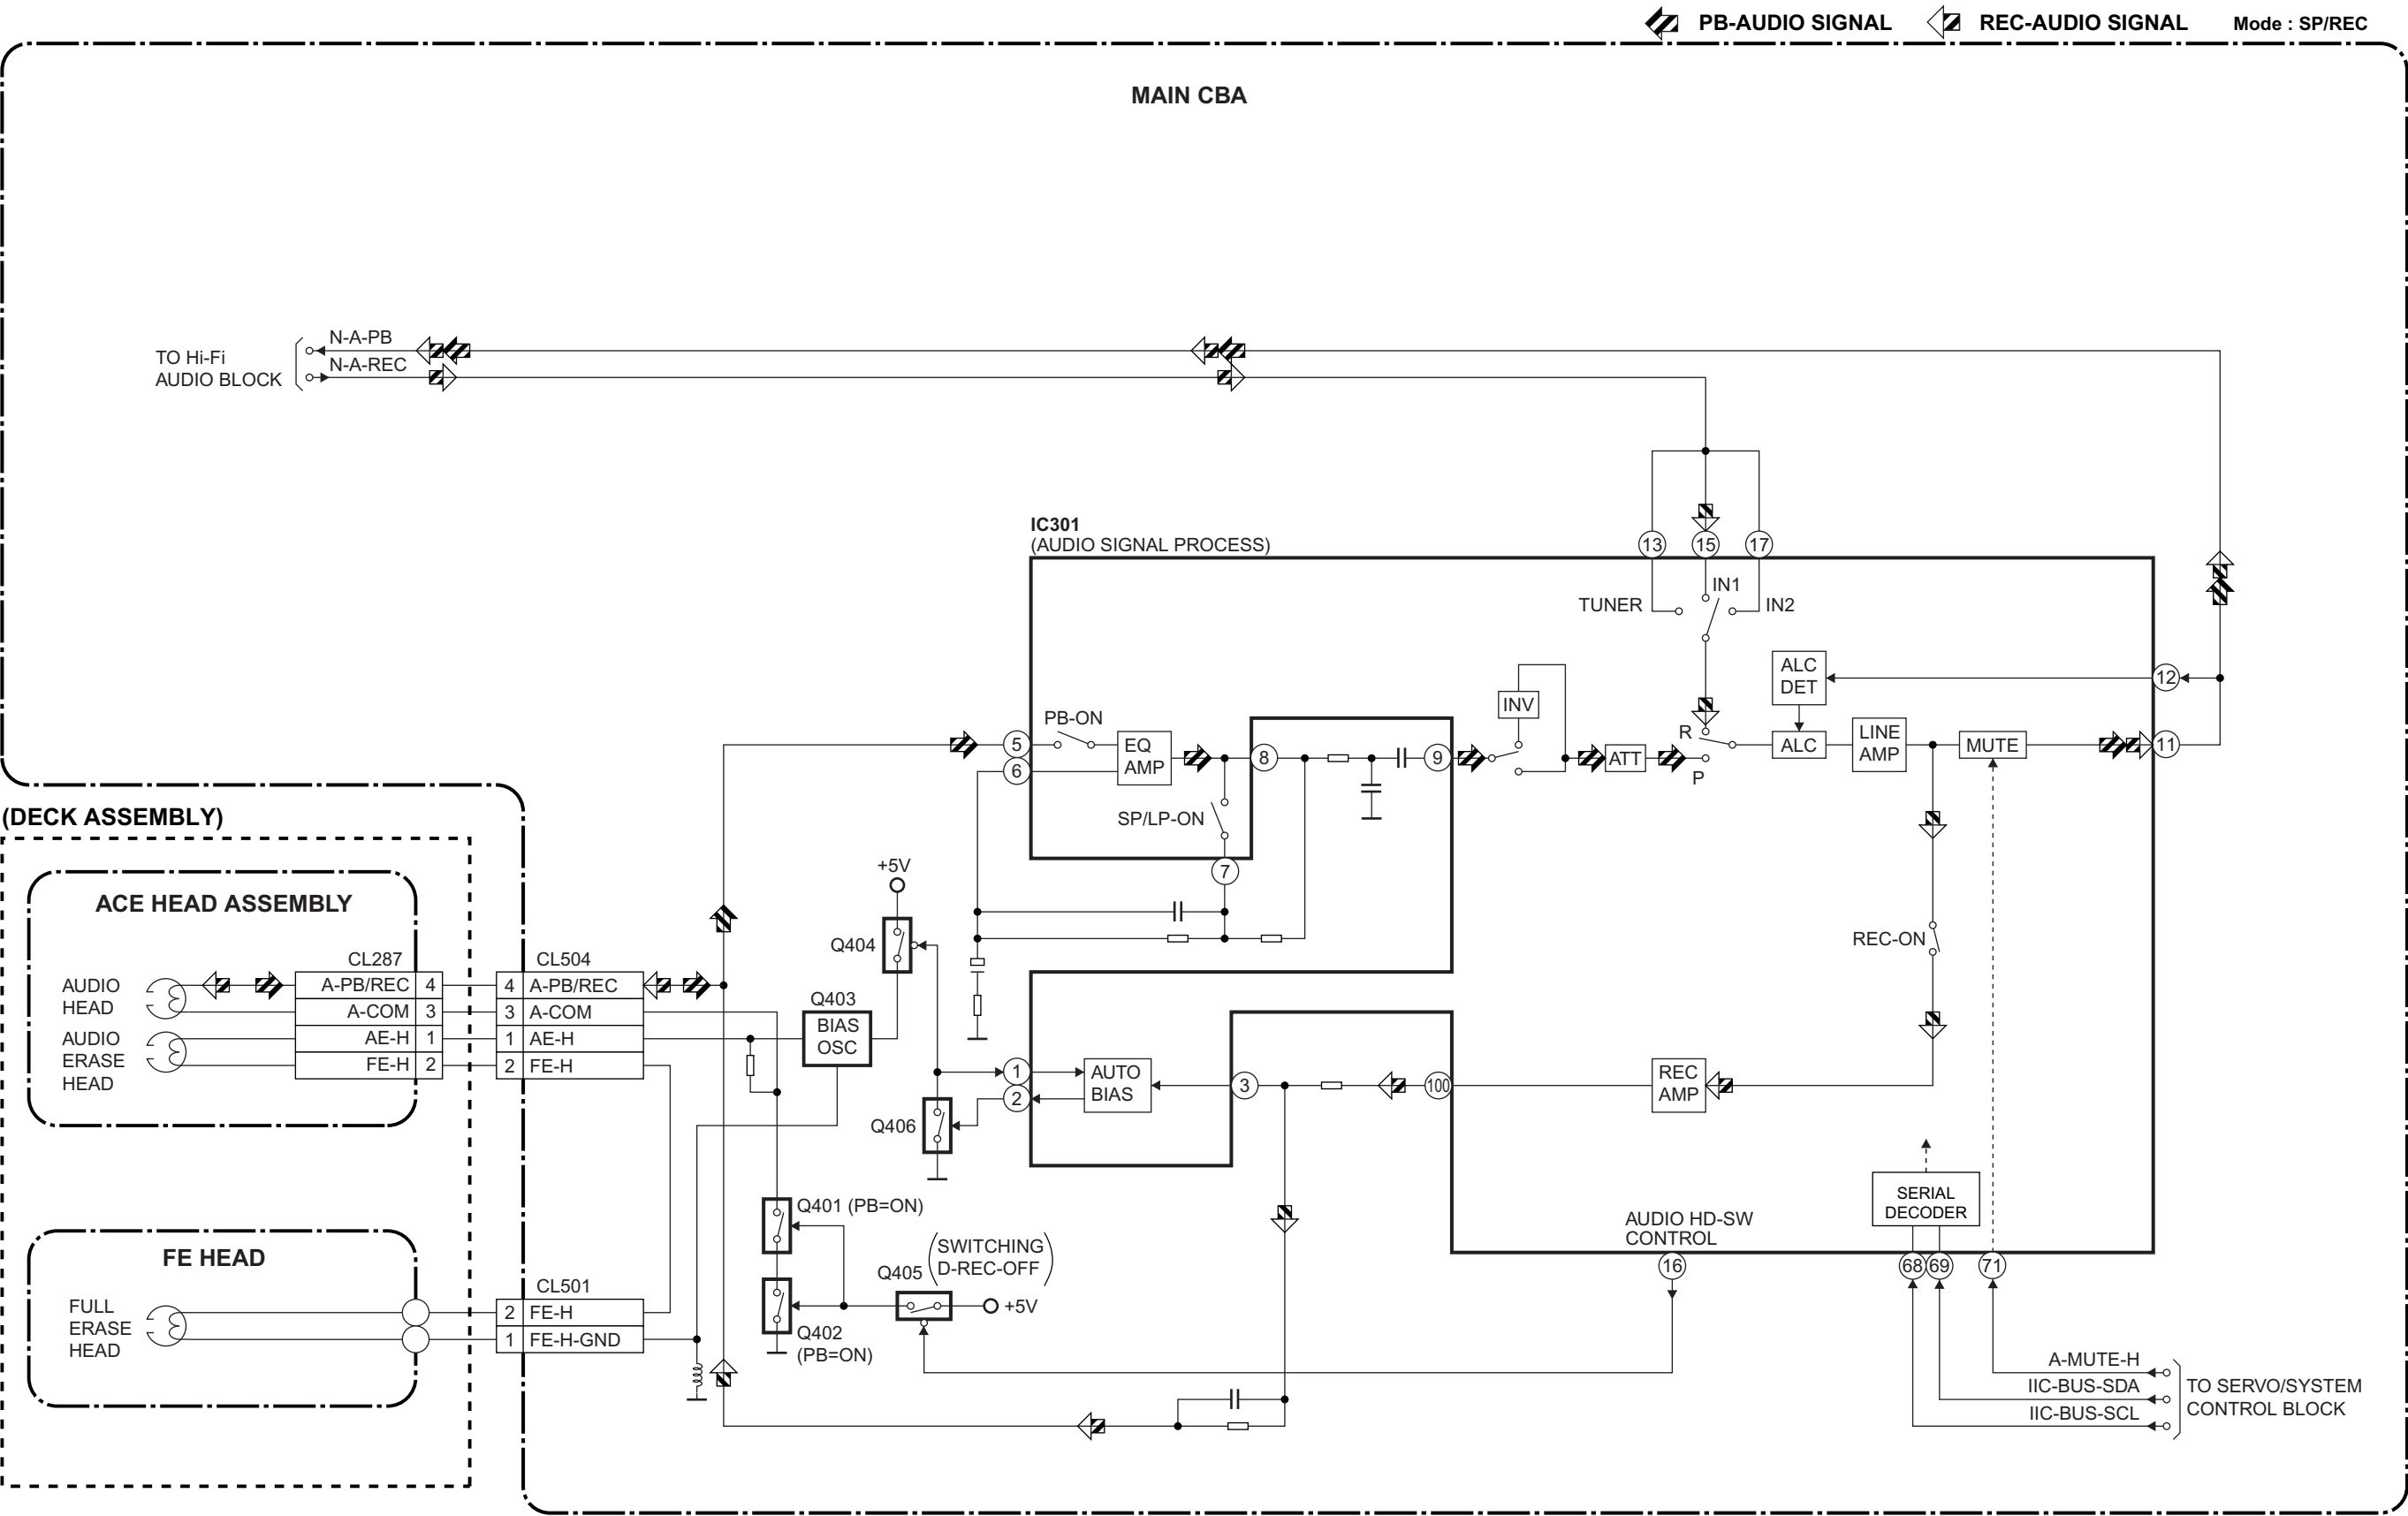 PB-AUDIO SIGNAL REC-AUDIO SIGNAL Mode : SP/REC
MAIN CBA
TO Hi-Fi
AUDIO BLOCK
N-A-PB
N-A-REC
IC301
(AUDIO SIGNAL PROCESS)
13 15 17
TUNER
IN1
IN2
ALC
DET
12
INV
PB-ON
5
6
EQ
AMP
8
9
ATT
R
P
ALC
LINE
AMP
MUTE
11
SP/LP-ON
7
REC-ON
(DECK ASSEMBLY)
ACE HEAD ASSEMBLY
AUDIO
HEAD
AUDIO
ERASE
HEAD
CL287
A-PB/REC 4
A-COM 3
AE-H 1
FE-H 2
CL504
4 A-PB/REC
3 A-COM
1 AE-H
2 FE-H
+5V
Q404
Q403
BIAS
OSC
Q406
1
2
AUTO
BIAS
3
100
REC
AMP
FE HEAD
FULL
ERASE
HEAD
CL501
2 FE-H
1 FE-H-GND
Q401 (PB=ON)
Q402
(PB=ON)
Q405
(SWITCHING
D-REC-OFF)
+5V
AUDIO HD-SW
CONTROL
16
SERIAL
DECODER
68 69 71
A-MUTE-H
IIC-BUS-SDA
IIC-BUS-SCL
TO SERVO/SYSTEM
CONTROL BLOCK